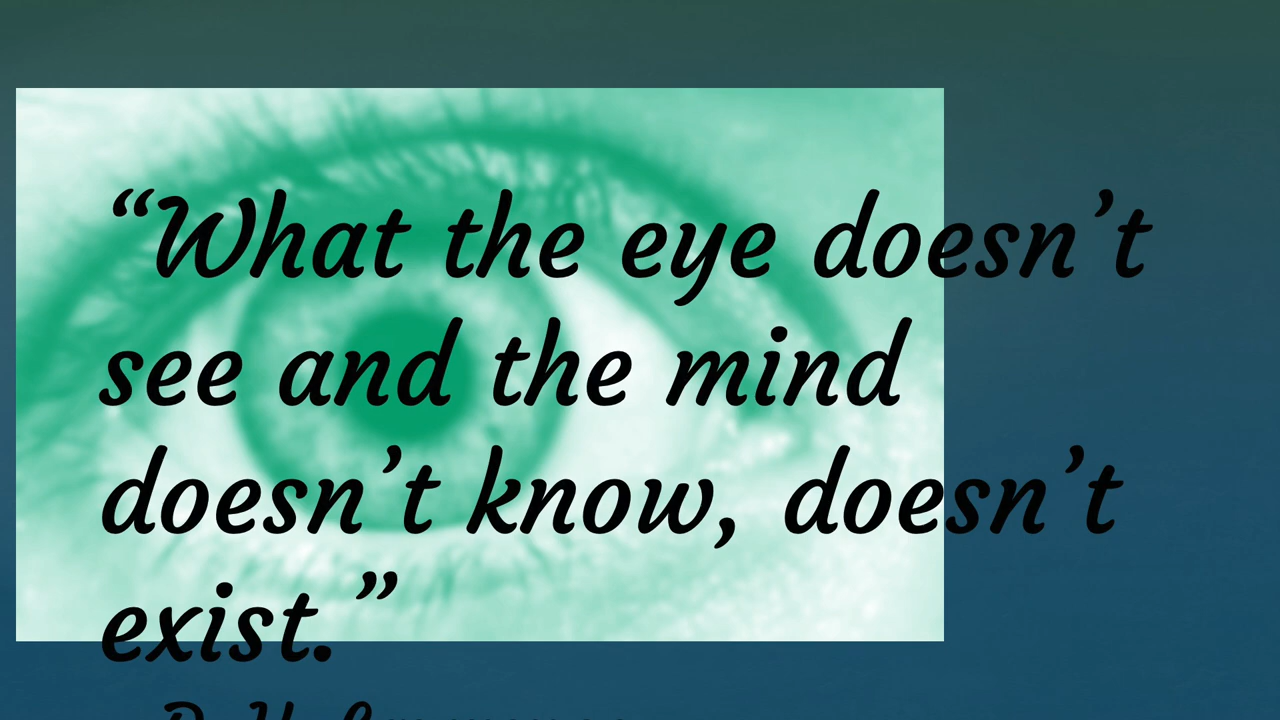 “What the eye doesn’t
see and the mind
doesn’t know, doesn’t
exist.”